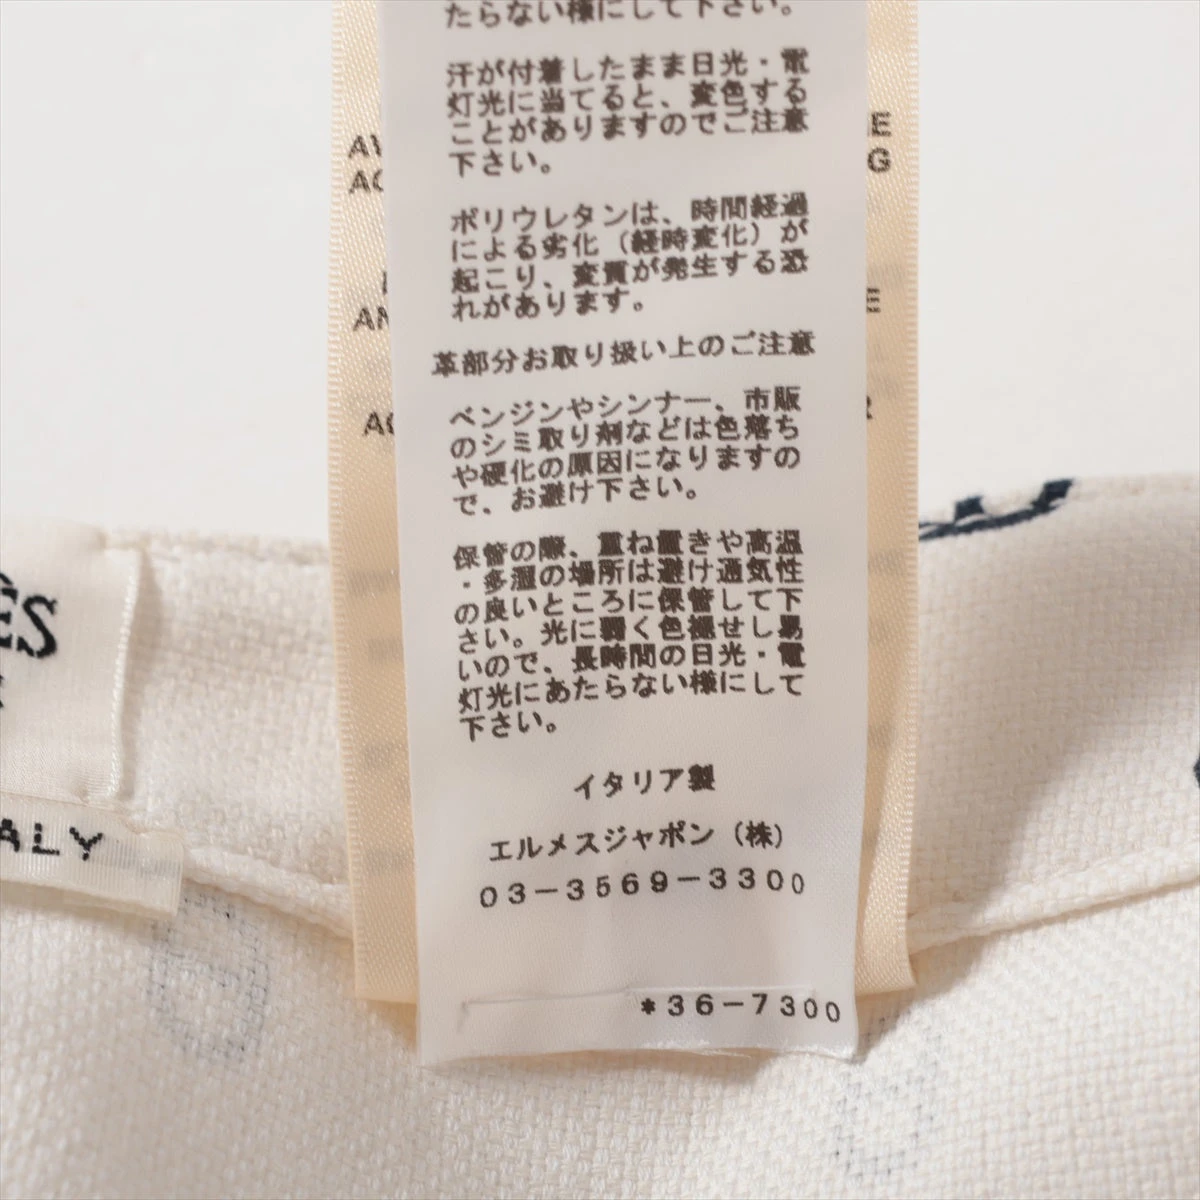 たらない様にして下さい。
汗が付着したまま日光・電
灯光に当てると、変色する
ことがありますのでご注意
下さい。
ポリウレタンは、時間経過
による劣化（経時変化）が
起こり、変質が発生する恐
れがあります。
革部分お取り扱い上のご注意
ベンジンやシンナー、市販
のシミ取り剤などは色落ち
や硬化の原因になりますの
で、お避け下さい。
保管の際、重ね置きや高温
・多湿の場所は避け通気性
の良いところに保管して下
さい。光に弱く色褪せし易
いので、長時間の日光・電
灯光にあたらない様にして
下さい。
イタリア製
エルメスジャポン（株）
03-3569-3300
*36-7300
ES
ALY